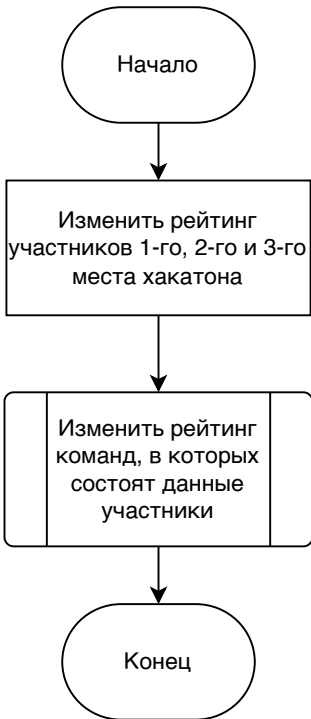 Начало
Изменить рейтинг
участников 1-го, 2-го и 3-го
места хакатона
Изменить рейтинг
команд, в которых
состоят данные
участники
Конец